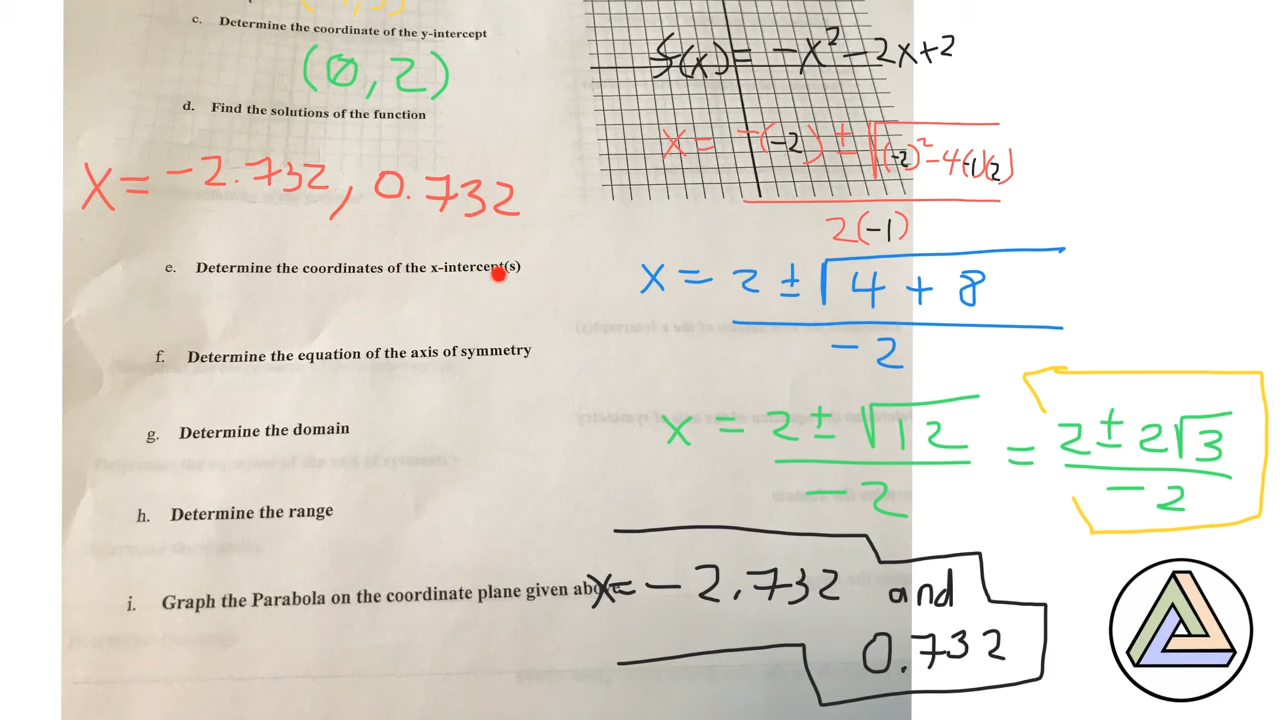 c. Determine the coordinate of the y-intercept
(0, 2)
d. Find the solutions of the function
X = -2.732, 0.732
e. Determine the coordinates of the x-intercept(s)
f. Determine the equation of the axis of symmetry
g. Determine the domain
h. Determine the range
i. Graph the Parabola on the coordinate plane given above
f(x) = -x² - 2x + 2
x = -(-2) ± √(-2)² - 4(-1)(2)
2(-1)
x = 2 ± √4 + 8
-2
x = 2 ± √12 = 2 ± 2√3
-2 -2
x = -2.732 and
0.732